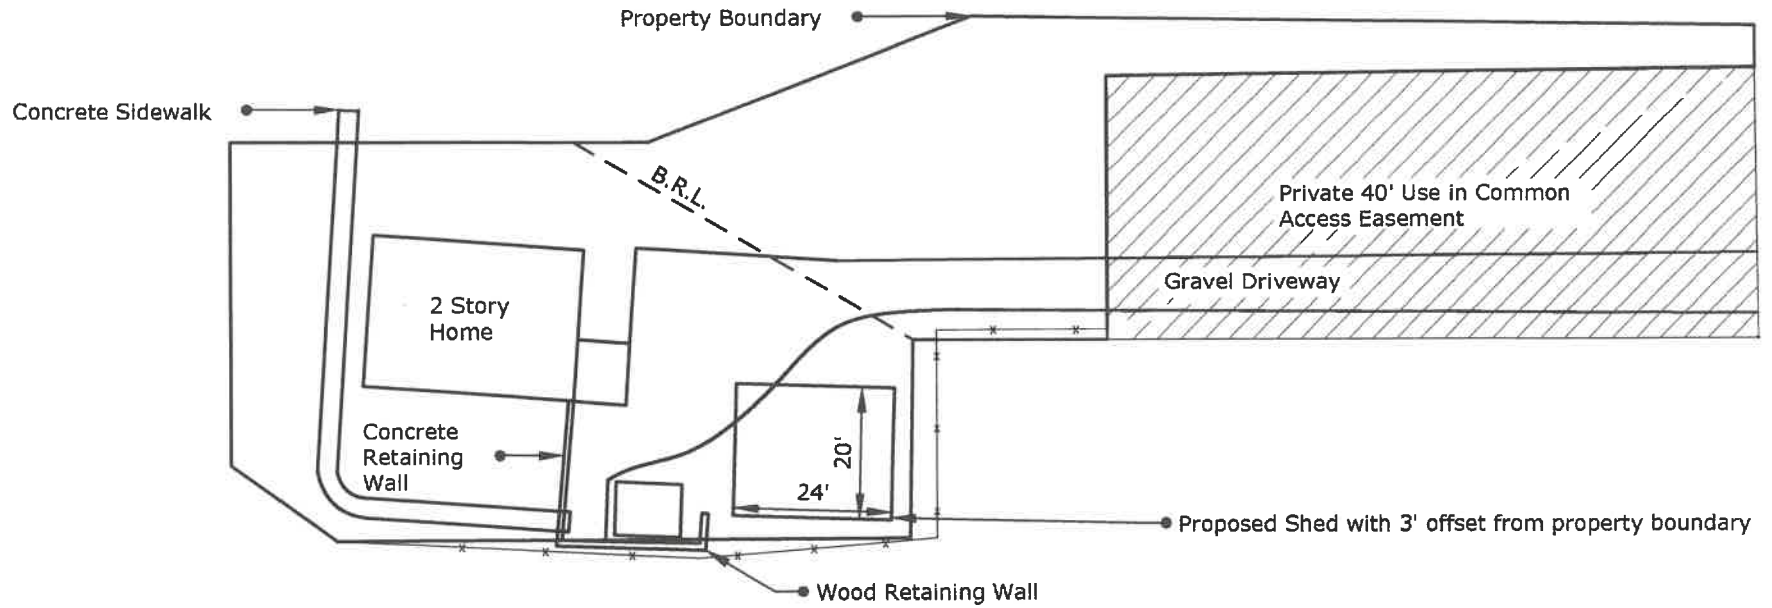 Property Boundary
Concrete Sidewalk
B.R.L.
Private 40' Use in Common
Access Easement
Gravel Driveway
2 Story
Home
Concrete
Retaining
Wall
20'
24'
Proposed Shed with 3' offset from property boundary
Wood Retaining Wall